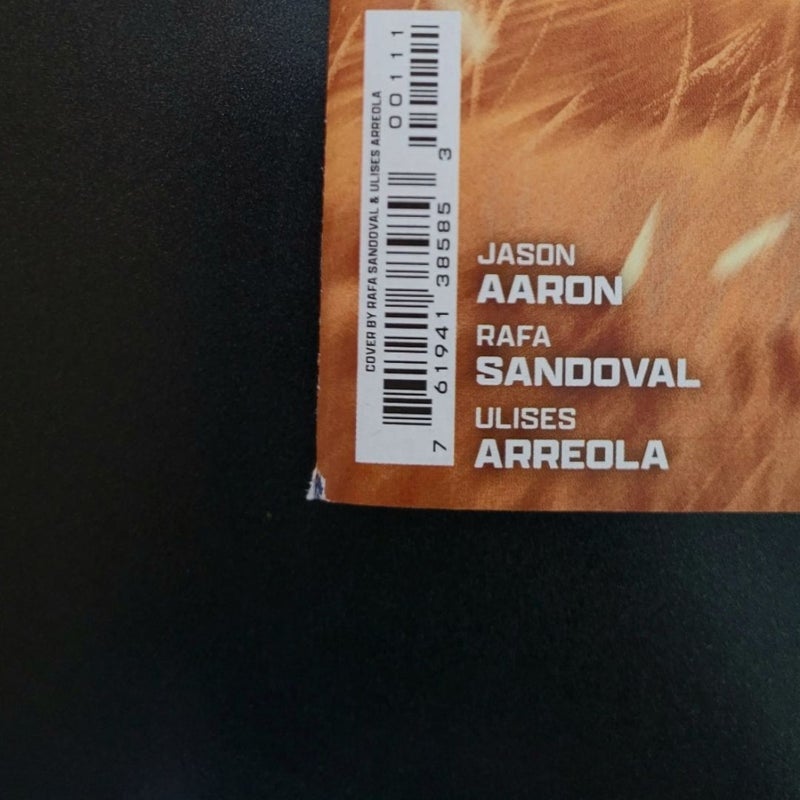 COVER BY RAFA SANDOVAL & ULISES ARREOLA
7 61941 38585 3
00111
JASON
AARON
RAFA
SANDOVAL
ULISES
ARREOLA